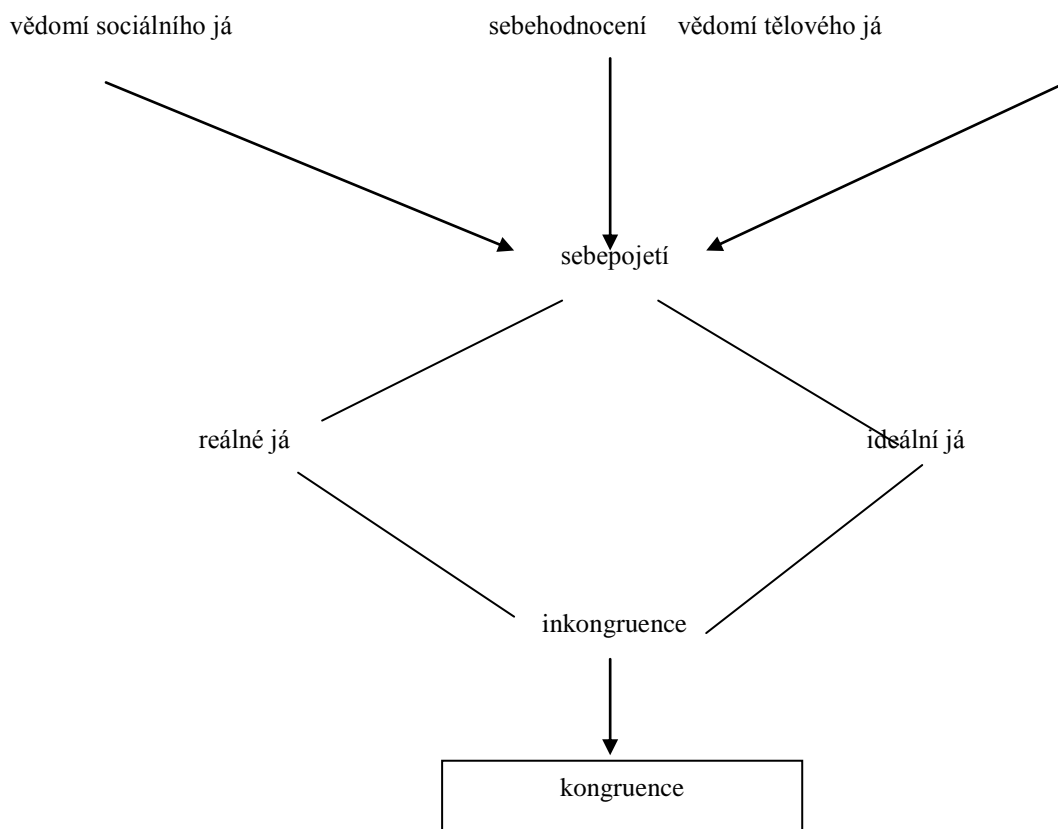 vědomí sociálního já sebehodnocení vědomí tělového já
sebepojetí
reálné já ideální já
inkongruence
kongruence